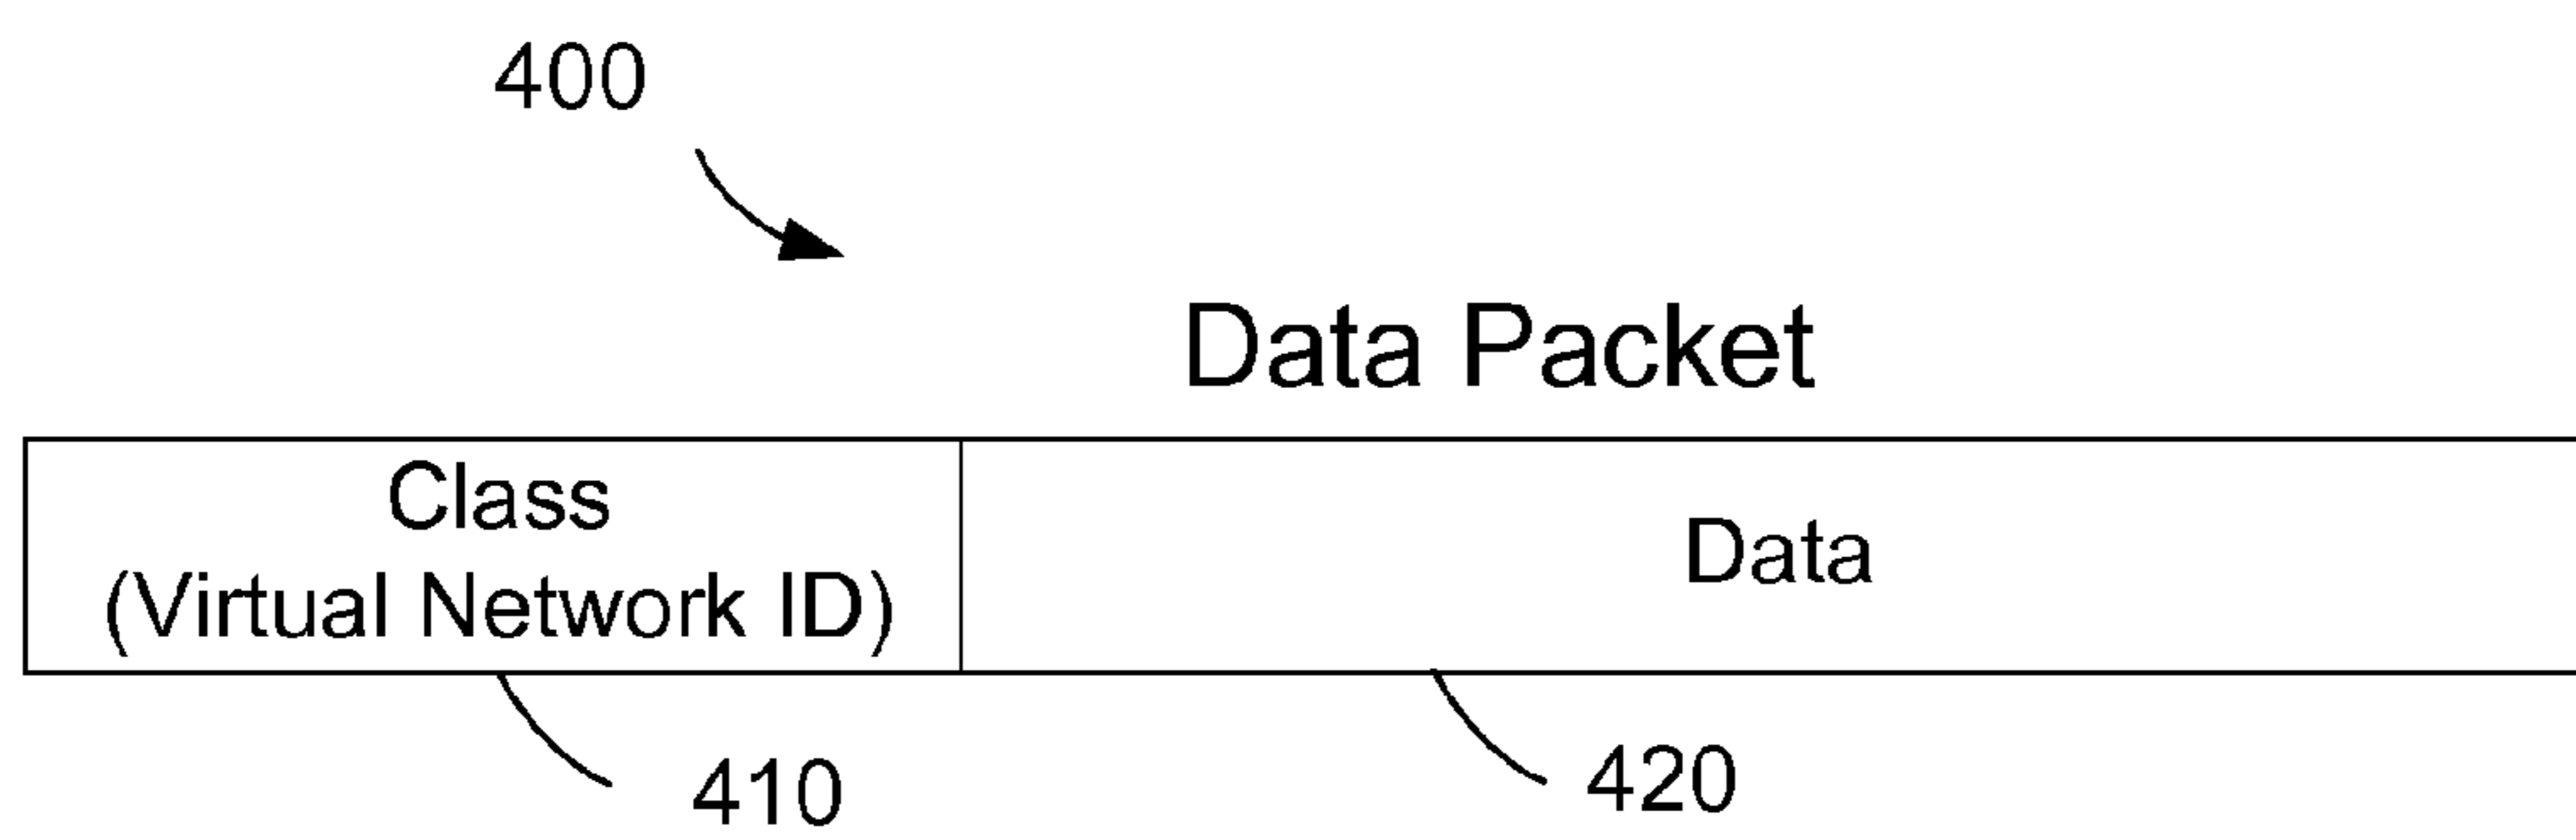 400
Data Packet
Class
(Virtual Network ID)
Data
410
420